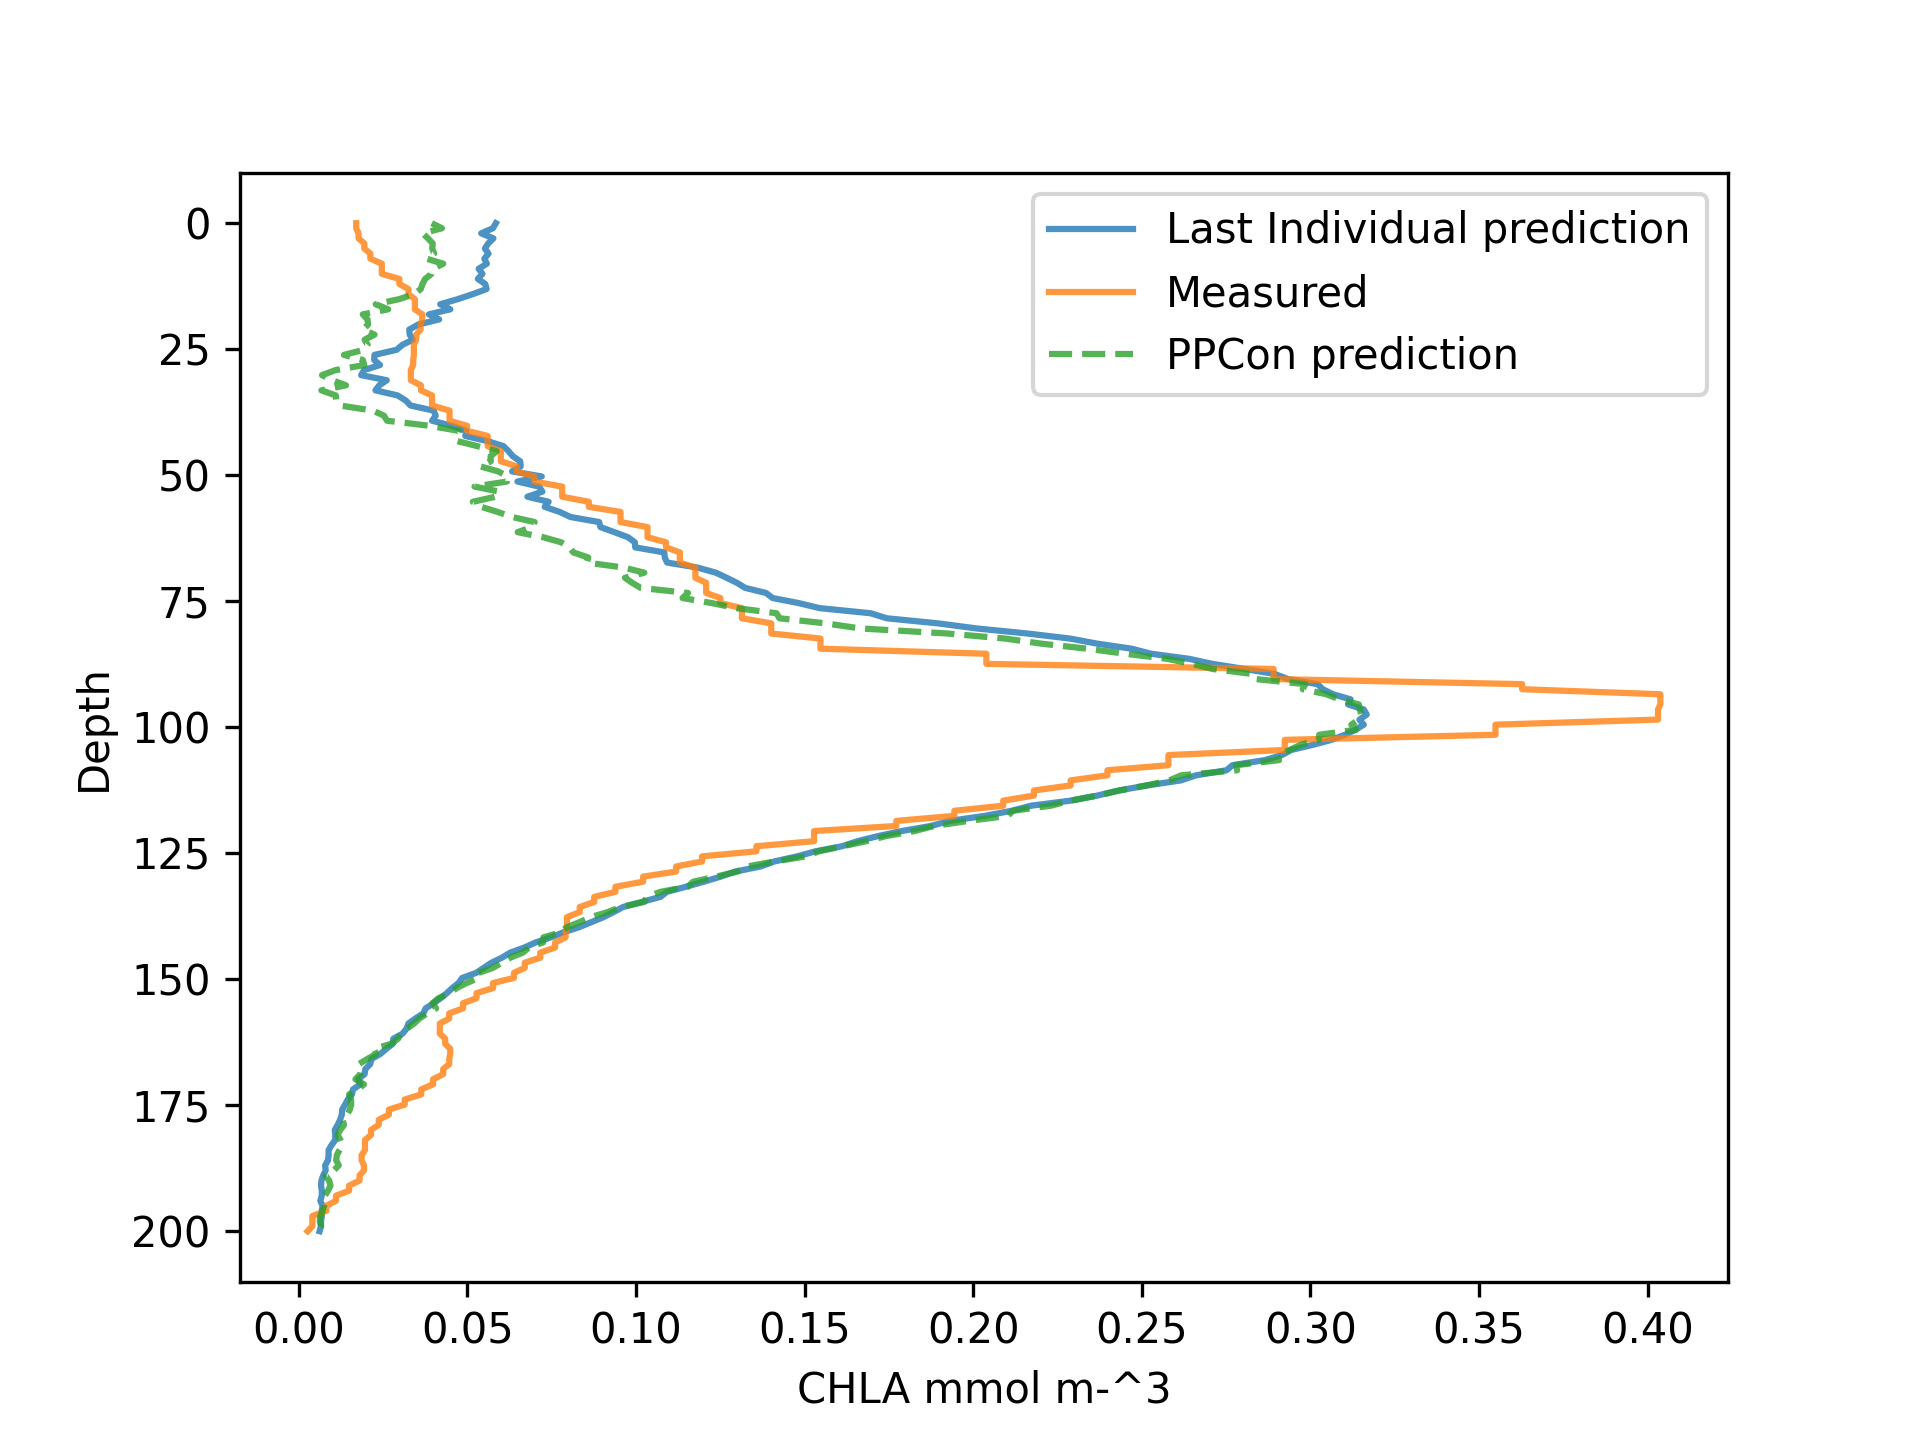 Last Individual prediction
Measured
PPCon prediction
0
25
50
75
100
125
150
175
200
Depth
0.00 0.05 0.10 0.15 0.20 0.25 0.30 0.35 0.40
CHLA mmol m-^3